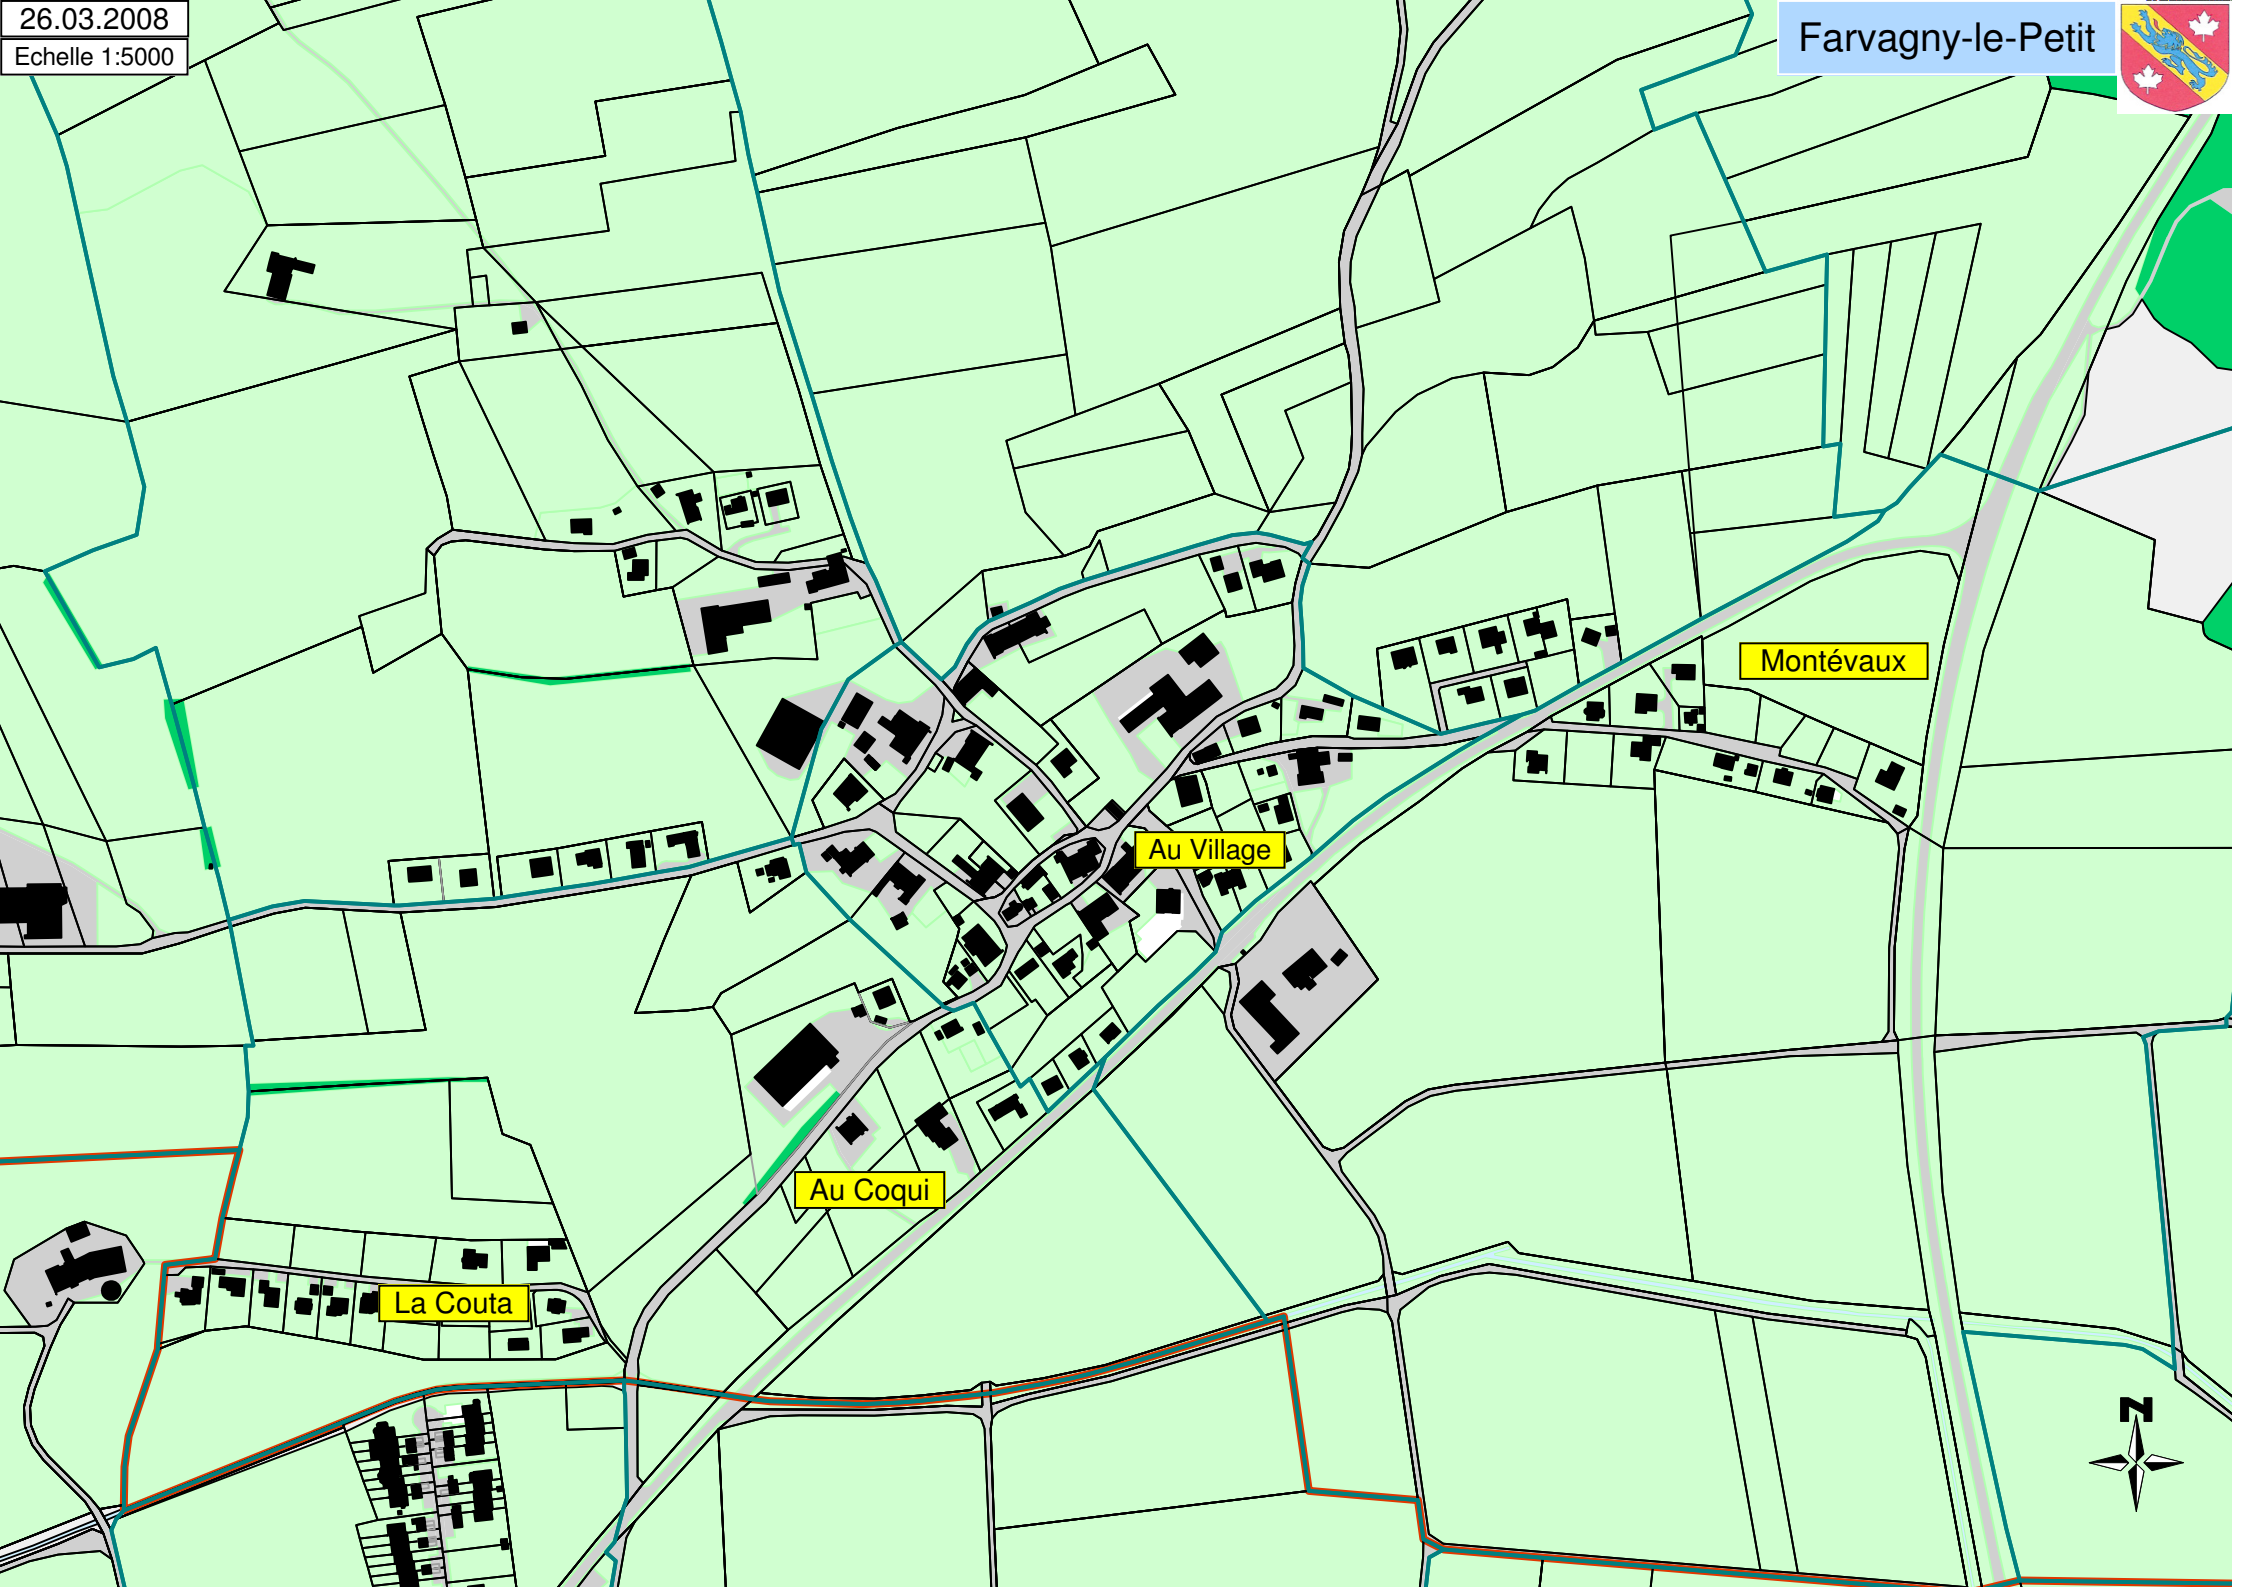 26.03.2008
Echelle 1:5000
Farvagny-le-Petit
Montévaux
Au Village
Au Coqui
La Couta
N